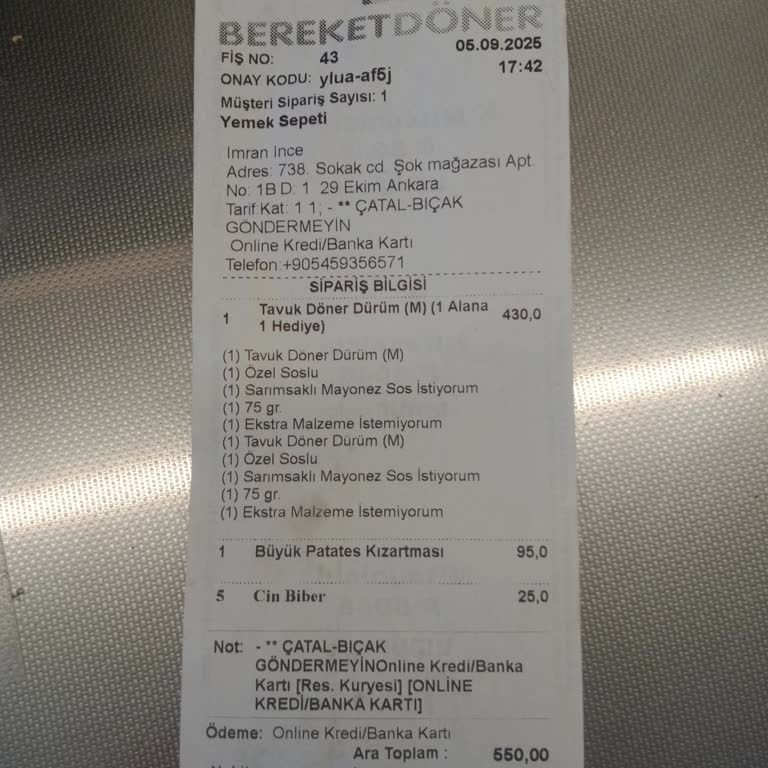 BEREKETDÖNER
05.09.2025
FİŞ NO: 43
17:42
ONAY KODU: ylua-af5j
Müşteri Sipariş Sayısı: 1
Yemek Sepeti
Imran Ince
Adres: 738. Sokak cd. Şok mağazası Apt.
No: 1B D: 1 29 Ekim Ankara
Tarif:Kat: 1 1; - ** ÇATAL-BIÇAK
GÖNDERMEYİN
Online Kredi/Banka Kartı
Telefon:+905459356571
SİPARİŞ BİLGİSİ
1 Tavuk Döner Dürüm (M) (1 Alana 430,0
1 Hediye)
(1) Tavuk Döner Dürüm (M)
(1) Özel Soslu
(1) Sarımsaklı Mayonez Sos İstiyorum
(1) 75 gr.
(1) Ekstra Malzeme İstemiyorum
(1) Tavuk Döner Dürüm (M)
(1) Özel Soslu
(1) Sarımsaklı Mayonez Sos İstiyorum
(1) 75 gr.
(1) Ekstra Malzeme İstemiyorum
1 Büyük Patates Kızartması 95,0
5 Cin Biber 25,0
Not: - ** ÇATAL-BIÇAK
GÖNDERMEYİNOnline Kredi/Banka
Kartı [Res. Kuryesi] [ONLİNE
KREDİ/BANKA KARTI]
Ödeme: Online Kredi/Banka Kartı
Ara Toplam : 550,00